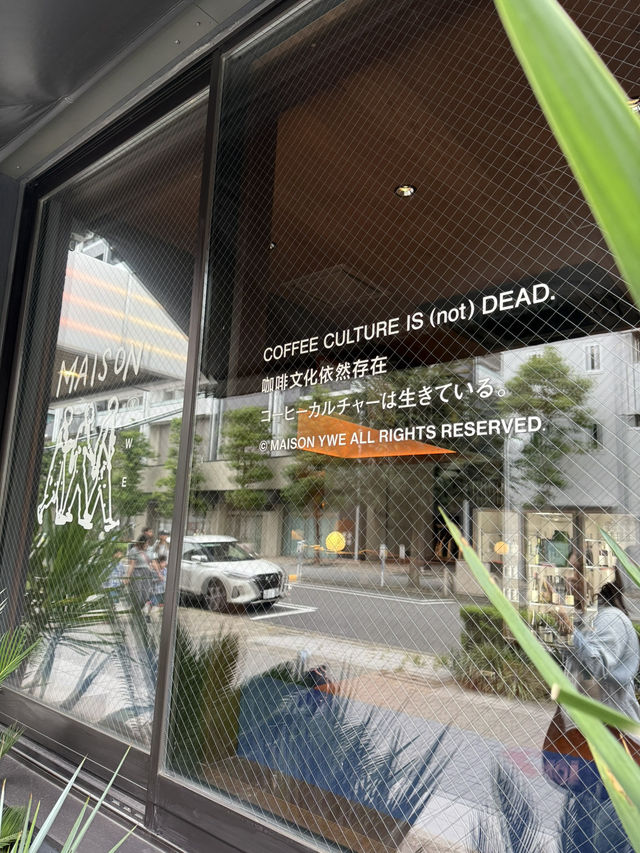 MAISON
Y
W
E
COFFEE CULTURE IS (not) DEAD.
咖啡文化依然存在
コーヒーカルチャーは生きている。
© MAISON YWE ALL RIGHTS RESERVED.